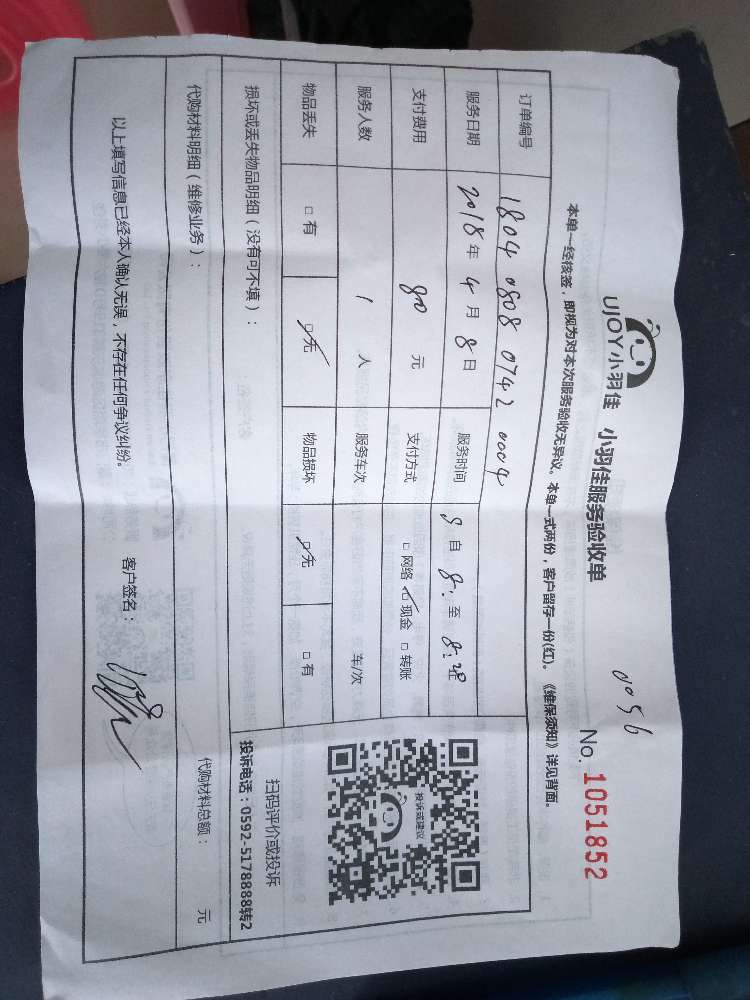 0056
UJOY小羽佳 小羽佳服务验收单
No. 1051852
本单一经核签，即视为对本次服务验收无异议。本单一式两份，客户留存一份(红)。《维保须知》详见背面。
订单编号 1804 0808 0742 0004
服务日期 2018年4月8日 服务时间 自 8: 至 8:
支付费用 80 元 支付方式 □网络 □现金 □转账
服务人数 1 人 服务车次 车/次
物品丢失 □有 □无 物品损坏 □无 □有
投诉或建议
扫码评价或投诉
投诉电话：0592-5178888转2
损坏或丢失物品明细（没有可不填）：
代购材料明细（维修业务）： 代购材料总额： 元
以上填写信息已经本人确认无误，不存在任何争议纠纷。 客户签名：